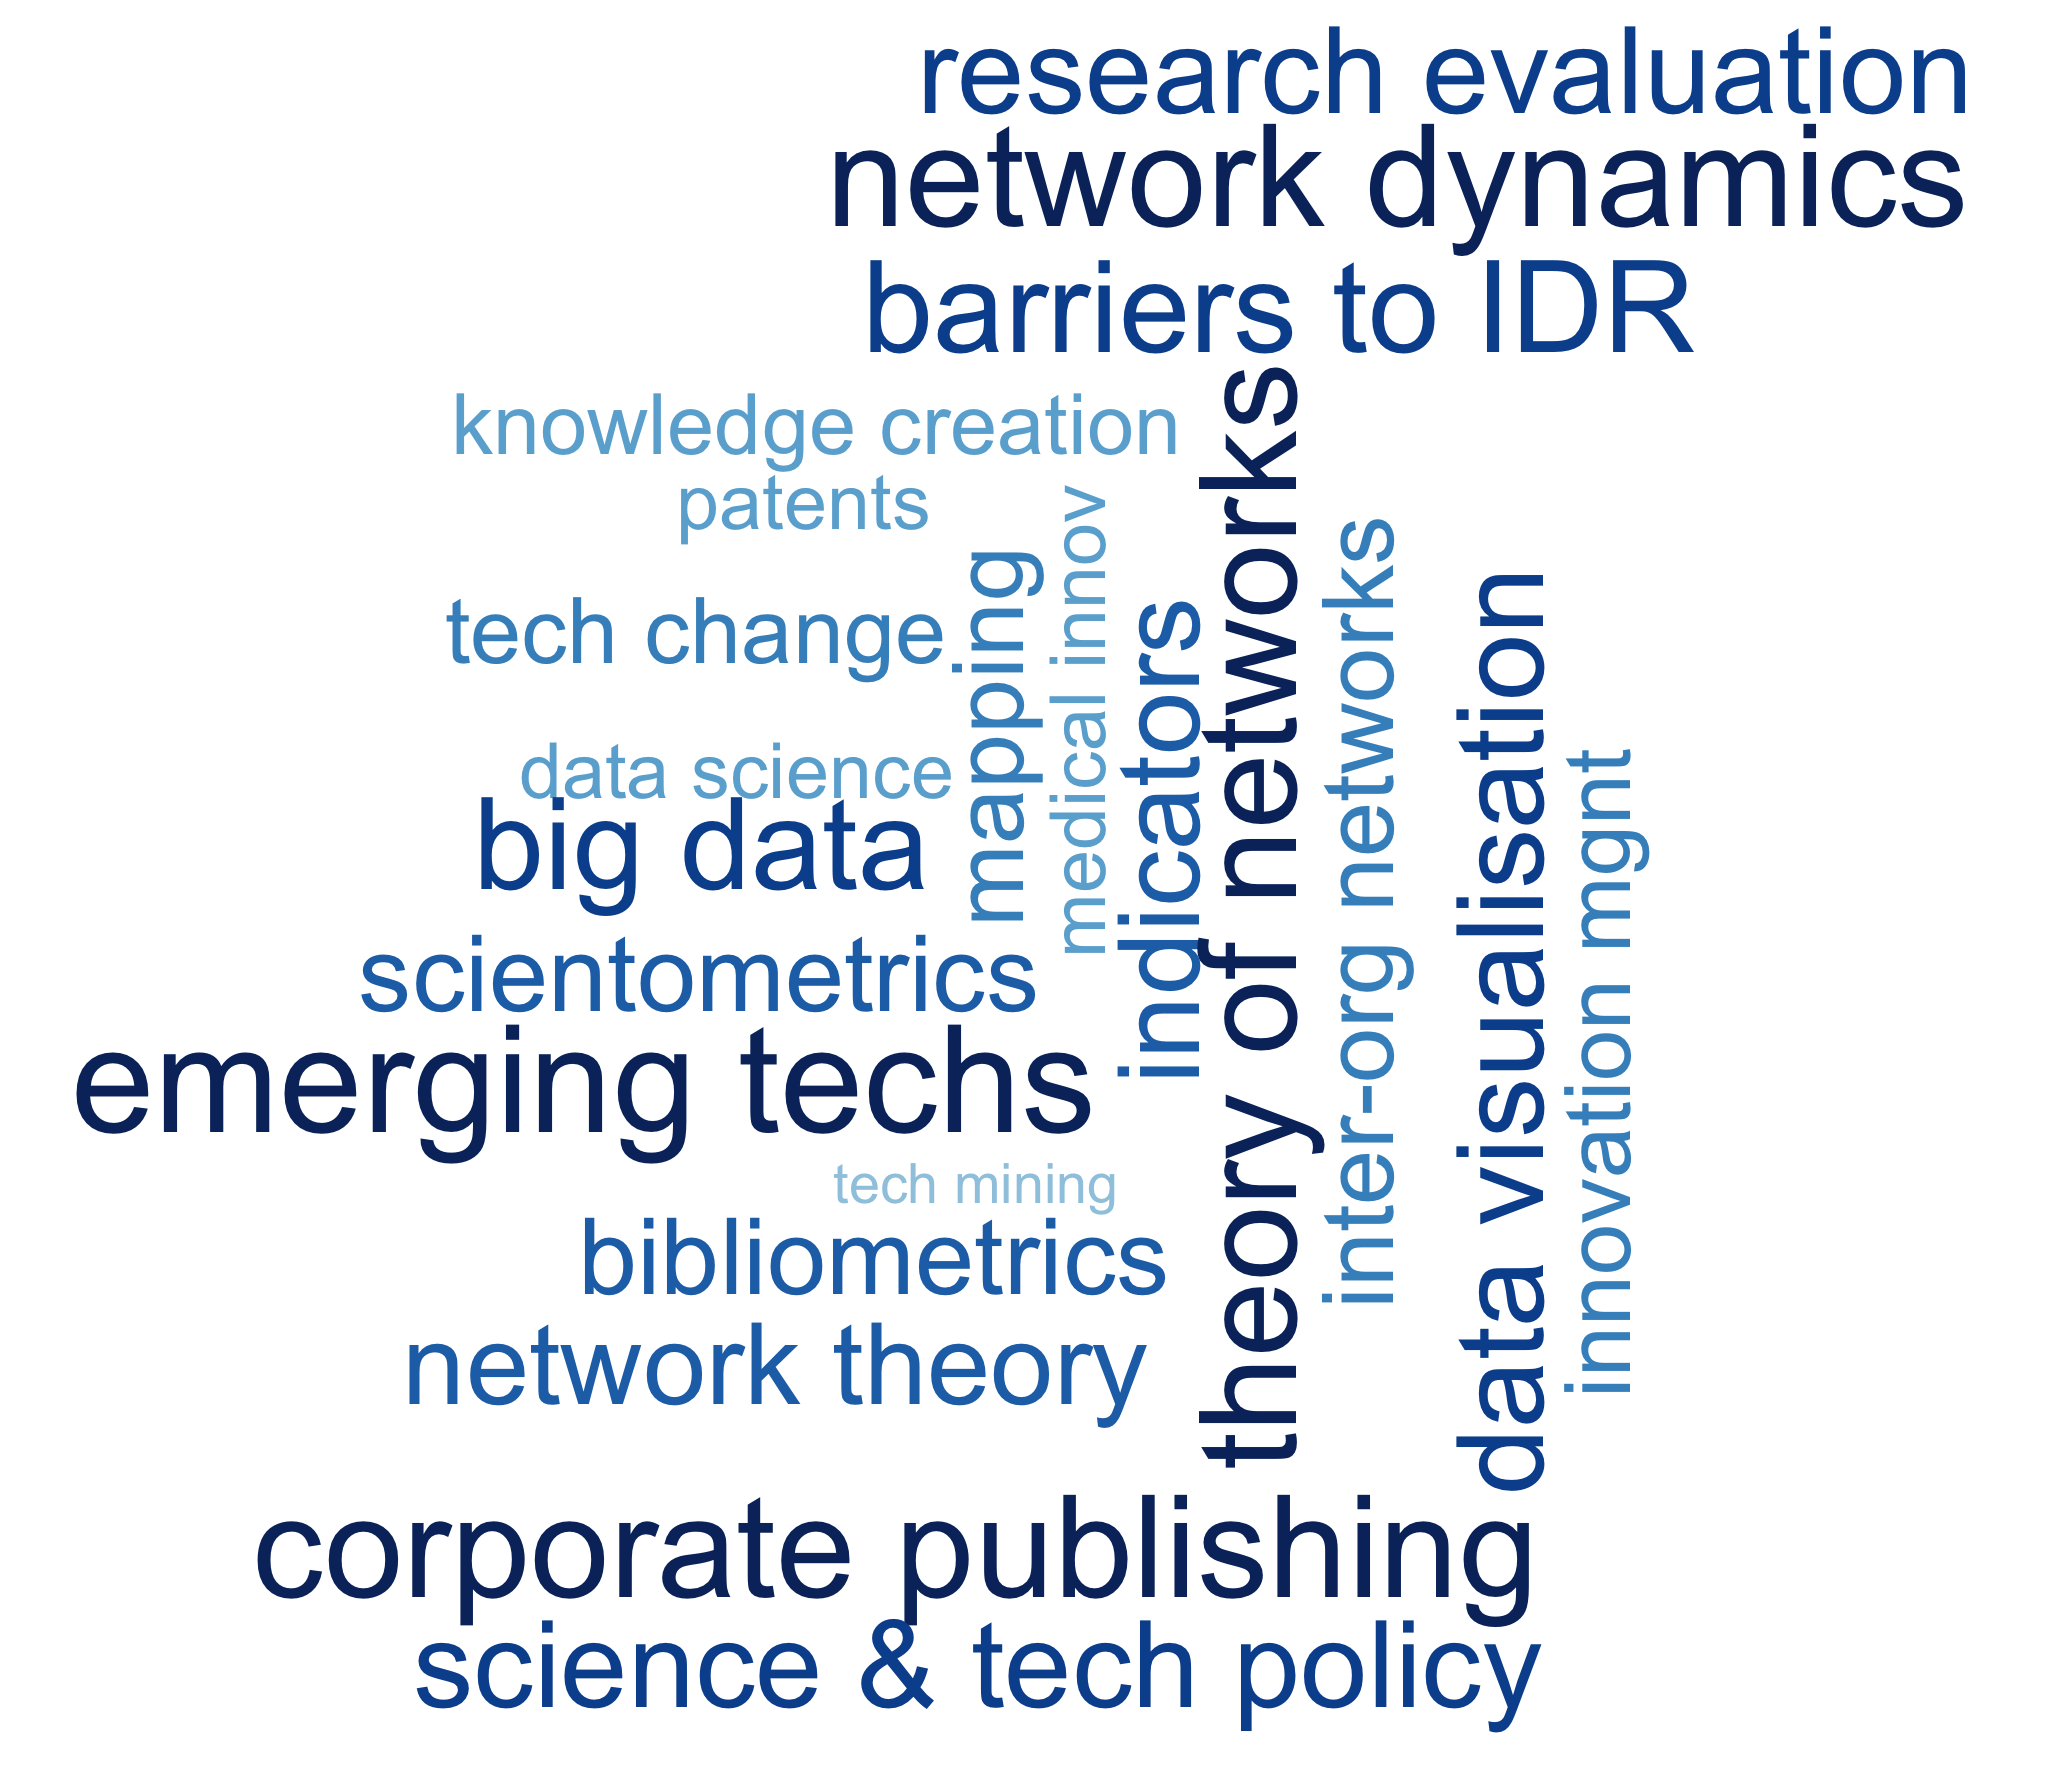 research evaluation
network dynamics
barriers to IDR
knowledge creation
patents
tech change
data science
big data
scientometrics
emerging techs
tech mining
bibliometrics
network theory
mapping
medical innov
indicators
theory of networks
inter-org networks
data visualisation
innovation mgnt
corporate publishing
science & tech policy